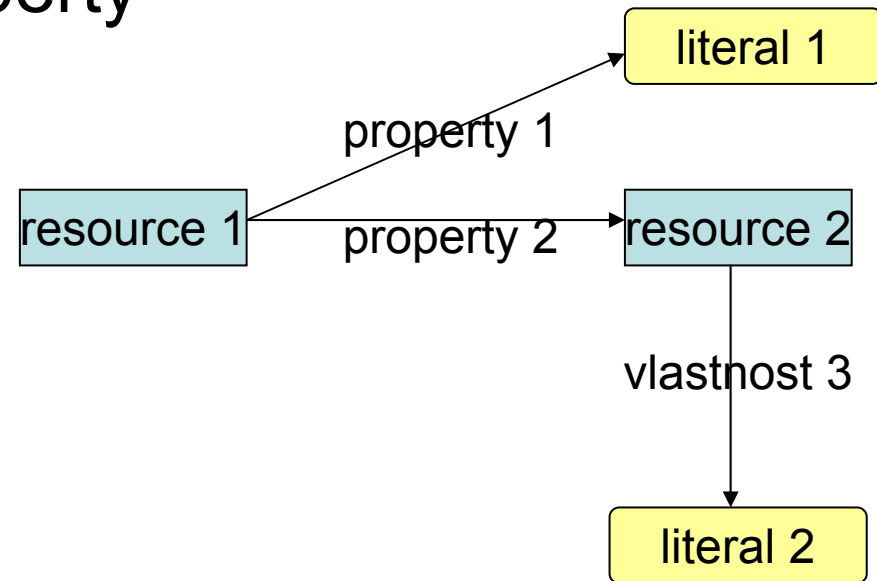 literal 1
property 1
resource 1
property 2
resource 2
vlastnost 3
literal 2